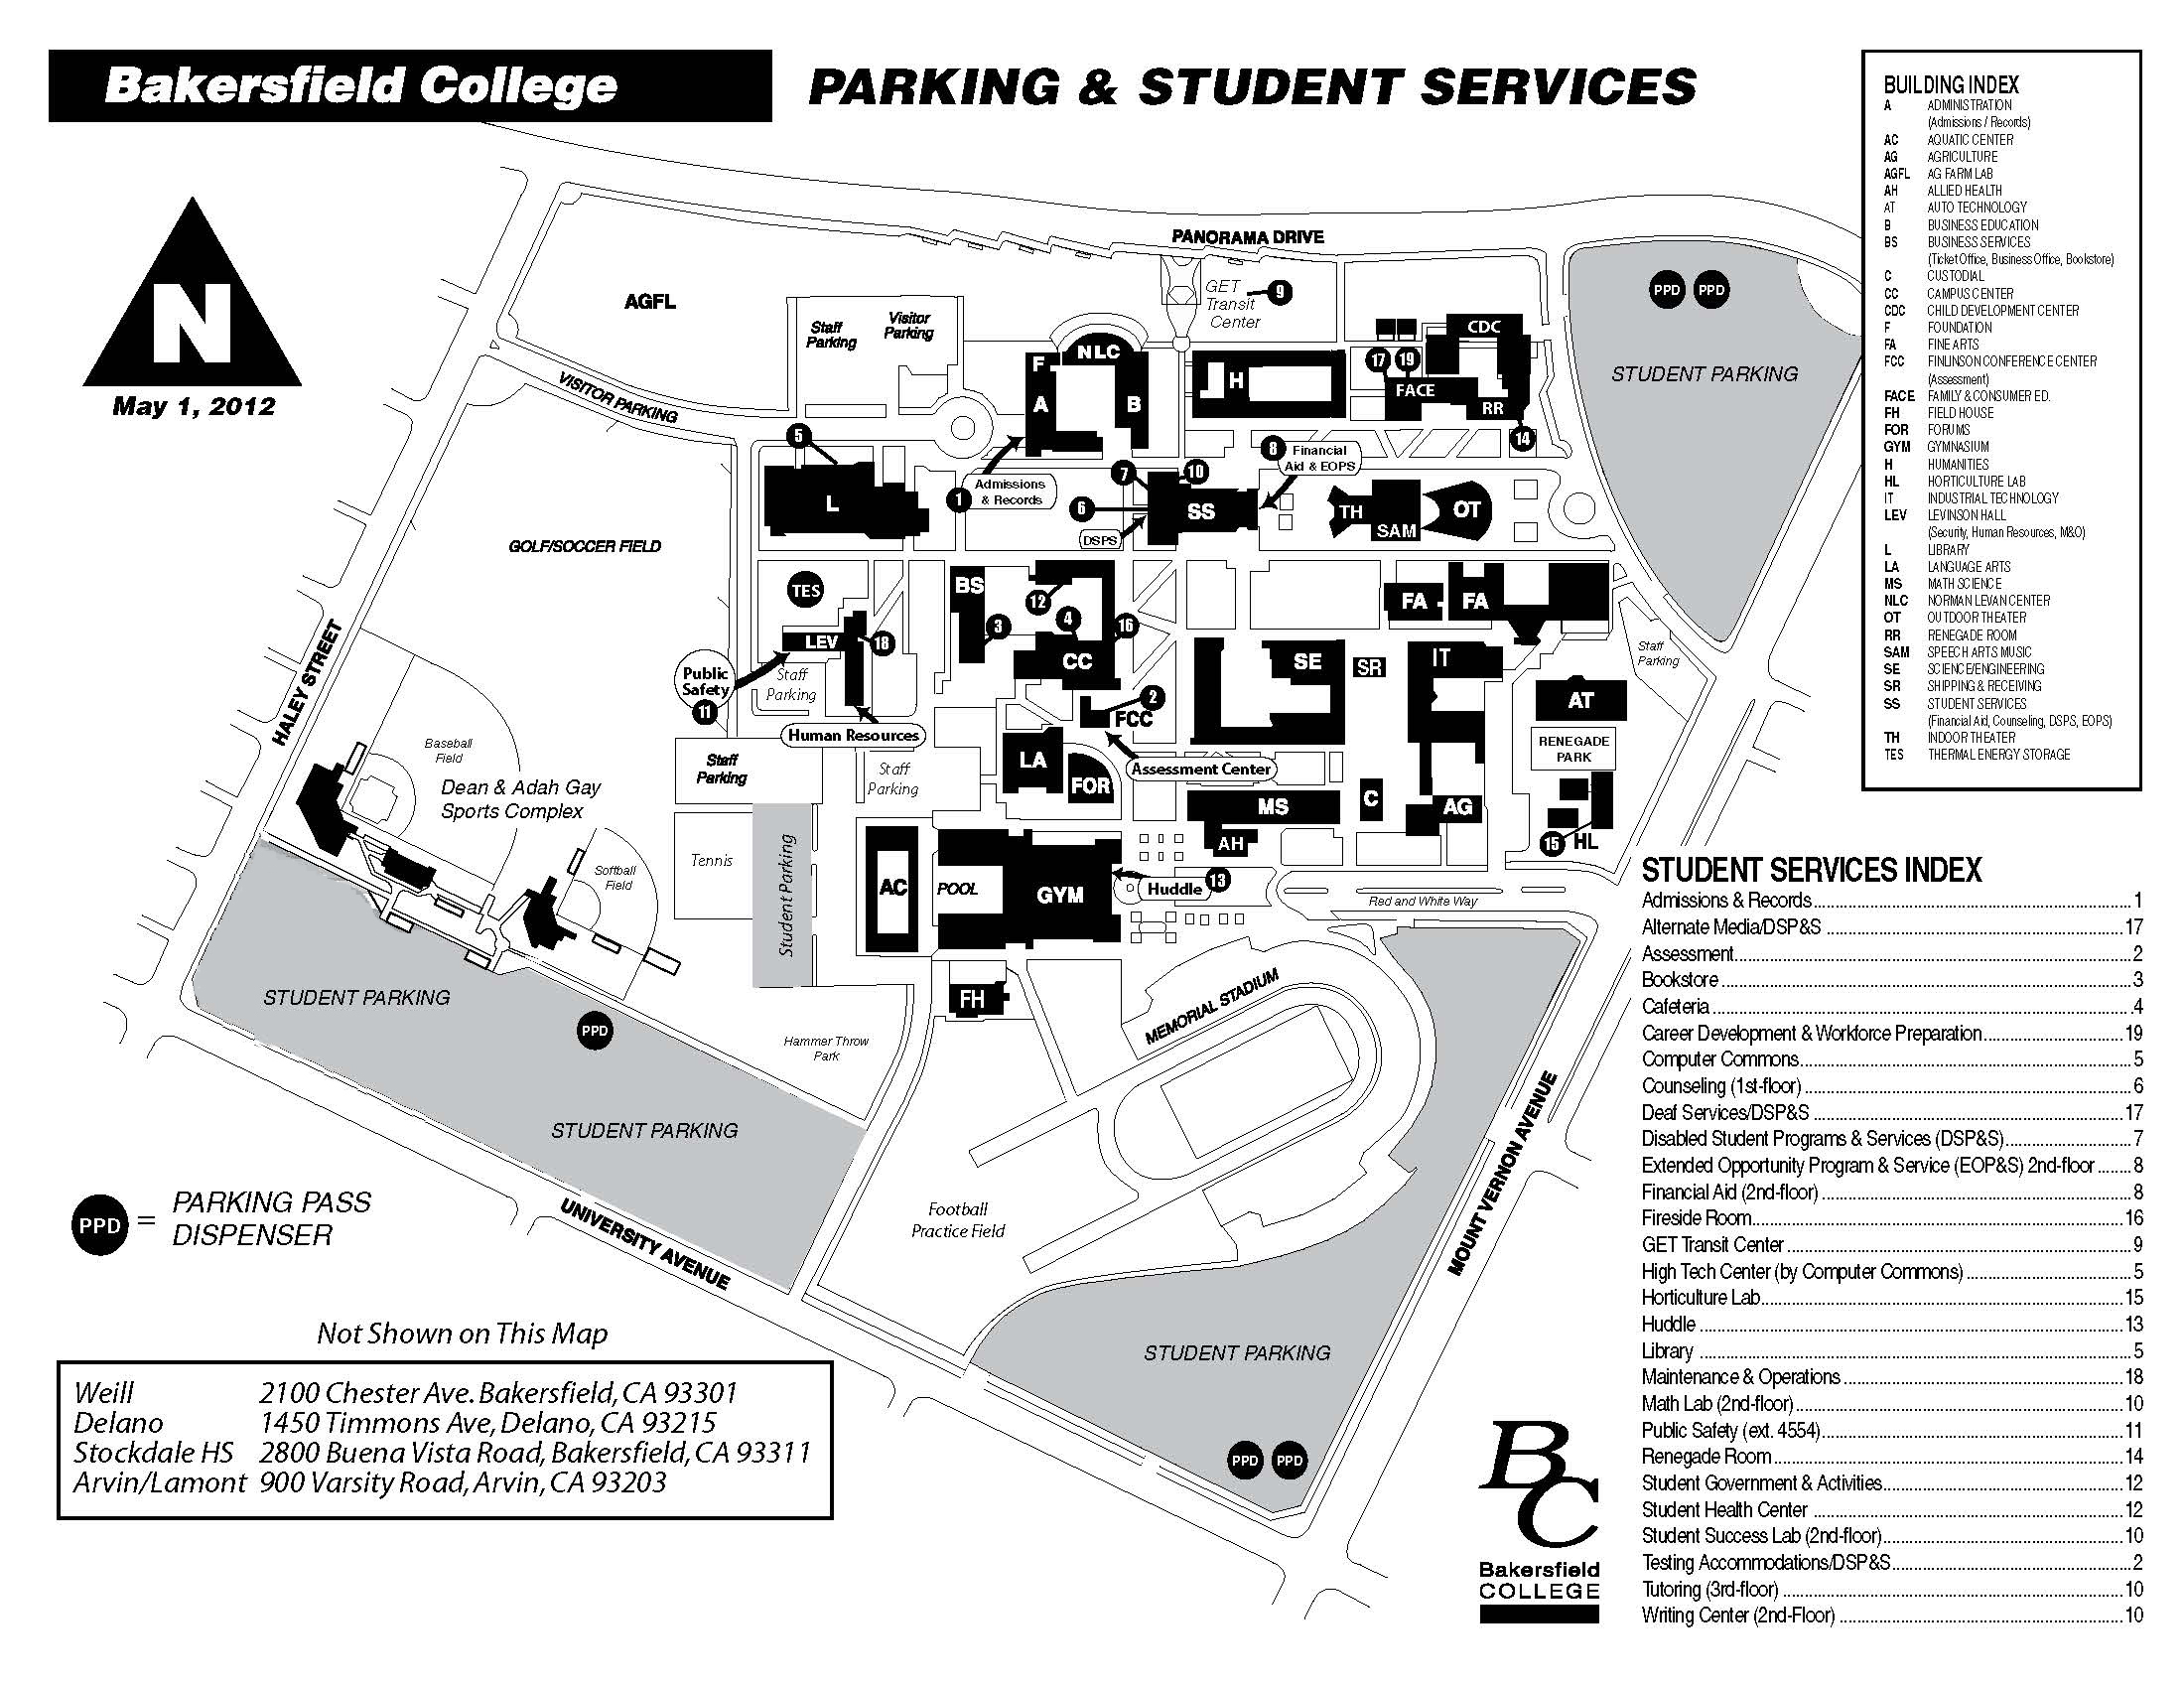 Bakersfield College
PARKING & STUDENT SERVICES
N
May 1, 2012
BUILDING INDEX
A ADMINISTRATION
(Admissions / Records)
AC AQUATIC CENTER
AG AGRICULTURE
AGFL AG FARM LAB
AH ALLIED HEALTH
AT AUTO TECHNOLOGY
B BUSINESS EDUCATION
BS BUSINESS SERVICES
(Ticket Office, Business Office, Bookstore)
C CUSTODIAL
CC CAMPUS CENTER
CDC CHILD DEVELOPMENT CENTER
F FOUNDATION
FA FINE ARTS
FCC FINLINSON CONFERENCE CENTER
(Assessment)
FACE FAMILY & CONSUMER ED.
FH FIELD HOUSE
FOR FORUMS
GYM GYMNASIUM
H HUMANITIES
HL HORTICULTURE LAB
IT INDUSTRIAL TECHNOLOGY
LEV LEVINSON HALL
(Security, Human Resources, M&O)
L LIBRARY
LA LANGUAGE ARTS
MS MATH SCIENCE
NLC NORMAN LEVAN CENTER
OT OUTDOOR THEATER
RR RENEGADE ROOM
SAM SPEECH ARTS MUSIC
SE SCIENCE/ENGINEERING
SR SHIPPING & RECEIVING
SS STUDENT SERVICES
(Financial Aid, Counseling, DSPS, EOPS)
TH INDOOR THEATER
TES THERMAL ENERGY STORAGE
PANORAMA DRIVE
AGFL
Staff
Parking
Visitor
Parking
GET
Transit
Center
9
PPD PPD
STUDENT PARKING
VISITOR PARKING
F
NLC
A
B
H
17
19
CDC
FACE
RR
14
5
L
1
Admissions
& Records
7
10
6
SS
DSPS
8
Financial
Aid & EOPS
TH
SAM
OT
GOLF/SOCCER FIELD
TES
LEV
18
BS
3
12
4
16
CC
FA
FA
Staff
Parking
Public
Safety
11
Staff
Parking
Human Resources
2
FCC
Assessment Center
SE
SR
IT
AT
RENEGADE
PARK
HALEY STREET
Baseball
Field
Dean & Adah Gay
Sports Complex
Softball
Field
Staff
Parking
Staff
Parking
LA
FOR
MS
AH
C
AG
15
HL
Tennis
Student Parking
AC
POOL
GYM
Huddle
13
Red and White Way
FH
MEMORIAL STADIUM
STUDENT PARKING
PPD
Hammer Throw
Park
STUDENT PARKING
UNIVERSITY AVENUE
Football
Practice Field
MOUNT VERNON AVENUE
STUDENT PARKING
PPD PPD
PPD = PARKING PASS
DISPENSER
Not Shown on This Map
Weill 2100 Chester Ave. Bakersfield, CA 93301
Delano 1450 Timmons Ave, Delano, CA 93215
Stockdale HS 2800 Buena Vista Road, Bakersfield, CA 93311
Arvin/Lamont 900 Varsity Road, Arvin, CA 93203
BC
Bakersfield
COLLEGE
STUDENT SERVICES INDEX
Admissions & Records 1
Alternate Media/DSP&S 17
Assessment 2
Bookstore 3
Cafeteria 4
Career Development & Workforce Preparation 19
Computer Commons 5
Counseling (1st-floor) 6
Deaf Services/DSP&S 17
Disabled Student Programs & Services (DSP&S) 7
Extended Opportunity Program & Service (EOP&S) 2nd-floor 8
Financial Aid (2nd-floor) 8
Fireside Room 16
GET Transit Center 9
High Tech Center (by Computer Commons) 5
Horticulture Lab 15
Huddle 13
Library 5
Maintenance & Operations 18
Math Lab (2nd-floor) 10
Public Safety (ext. 4554) 11
Renegade Room 14
Student Government & Activities 12
Student Health Center 12
Student Success Lab (2nd-floor) 10
Testing Accommodations/DSP&S 2
Tutoring (3rd-floor) 10
Writing Center (2nd-Floor) 10